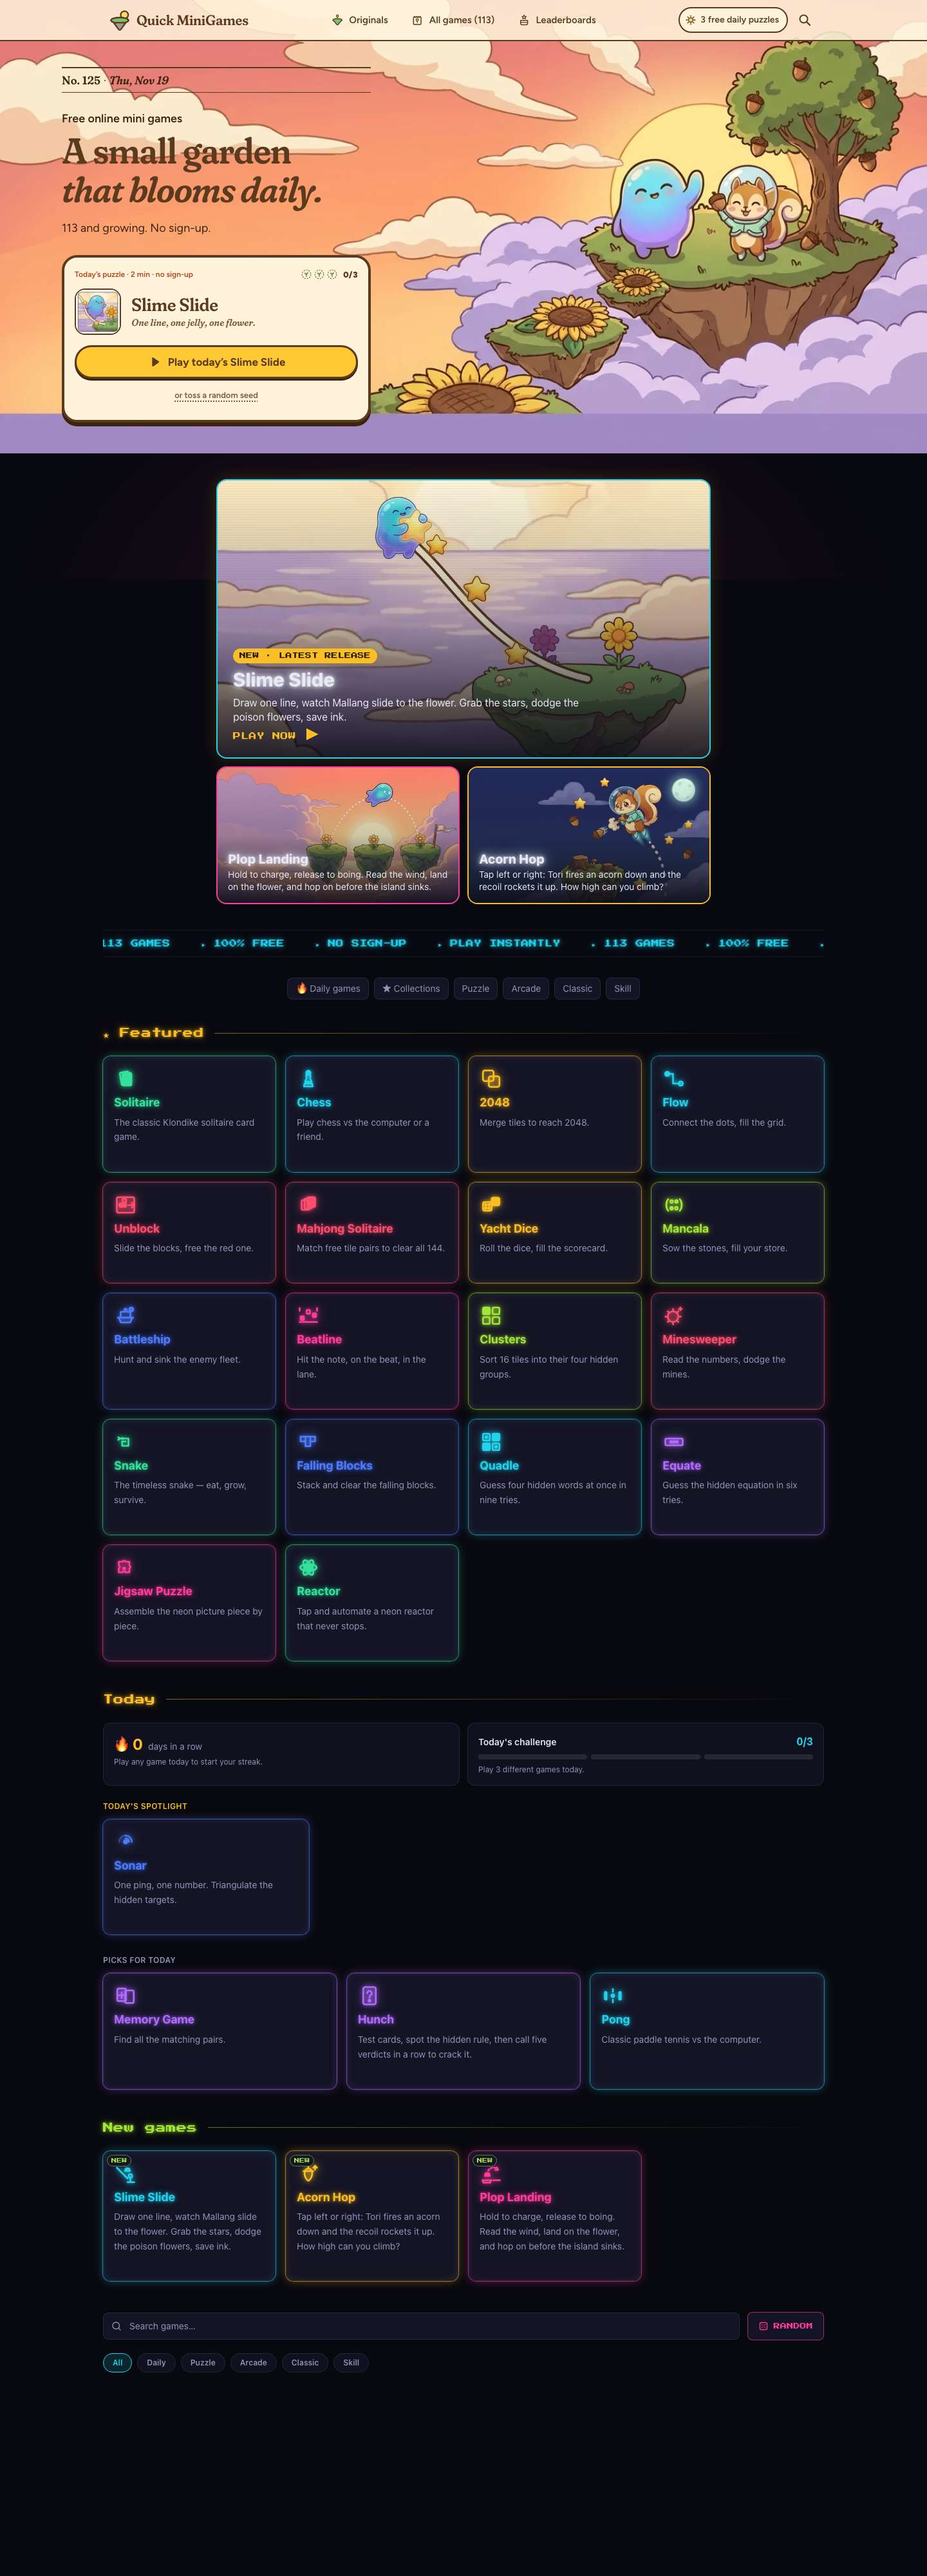 Quick MiniGames
Originals
All games (113)
Leaderboards
3 free daily puzzles
No. 125 · Thu, Nov 19
Free online mini games
A small garden
that blooms daily.
113 and growing. No sign-up.
Today's puzzle · 2 min · no sign-up
0/3
Slime Slide
One line, one jelly, one flower.
Play today's Slime Slide
or toss a random seed
NEW · LATEST RELEASE
Slime Slide
Draw one line, watch Mallang slide to the flower. Grab the stars, dodge the
poison flowers, save ink.
PLAY NOW
Plop Landing
Hold to charge, release to boing. Read the wind, land
on the flower, and hop on before the island sinks.
Acorn Hop
Tap left or right: Tori fires an acorn down and the
recoil rockets it up. How high can you climb?
113 GAMES . 100% FREE . NO SIGN-UP . PLAY INSTANTLY . 113 GAMES . 100% FREE .
🔥 Daily games
★ Collections
Puzzle
Arcade
Classic
Skill
★ Featured
Solitaire
The classic Klondike solitaire card
game.
Chess
Play chess vs the computer or a
friend.
2048
Merge tiles to reach 2048.
Flow
Connect the dots, fill the grid.
Unblock
Slide the blocks, free the red one.
Mahjong Solitaire
Match free tile pairs to clear all 144.
Yacht Dice
Roll the dice, fill the scorecard.
Mancala
Sow the stones, fill your store.
Battleship
Hunt and sink the enemy fleet.
Beatline
Hit the note, on the beat, in the
lane.
Clusters
Sort 16 tiles into their four hidden
groups.
Minesweeper
Read the numbers, dodge the
mines.
Snake
The timeless snake — eat, grow,
survive.
Falling Blocks
Stack and clear the falling blocks.
Quadle
Guess four hidden words at once in
nine tries.
Equate
Guess the hidden equation in six
tries.
Jigsaw Puzzle
Assemble the neon picture piece by
piece.
Reactor
Tap and automate a neon reactor
that never stops.
Today
🔥 0 days in a row
Play any game today to start your streak.
Today's challenge
0/3
Play 3 different games today.
TODAY'S SPOTLIGHT
Sonar
One ping, one number. Triangulate the
hidden targets.
PICKS FOR TODAY
Memory Game
Find all the matching pairs.
Hunch
Test cards, spot the hidden rule, then call five
verdicts in a row to crack it.
Pong
Classic paddle tennis vs the computer.
New games
NEW
Slime Slide
Draw one line, watch Mallang slide
to the flower. Grab the stars, dodge
the poison flowers, save ink.
NEW
Acorn Hop
Tap left or right: Tori fires an acorn
down and the recoil rockets it up.
How high can you climb?
NEW
Plop Landing
Hold to charge, release to boing.
Read the wind, land on the flower,
and hop on before the island sinks.
Search games...
RANDOM
All
Daily
Puzzle
Arcade
Classic
Skill